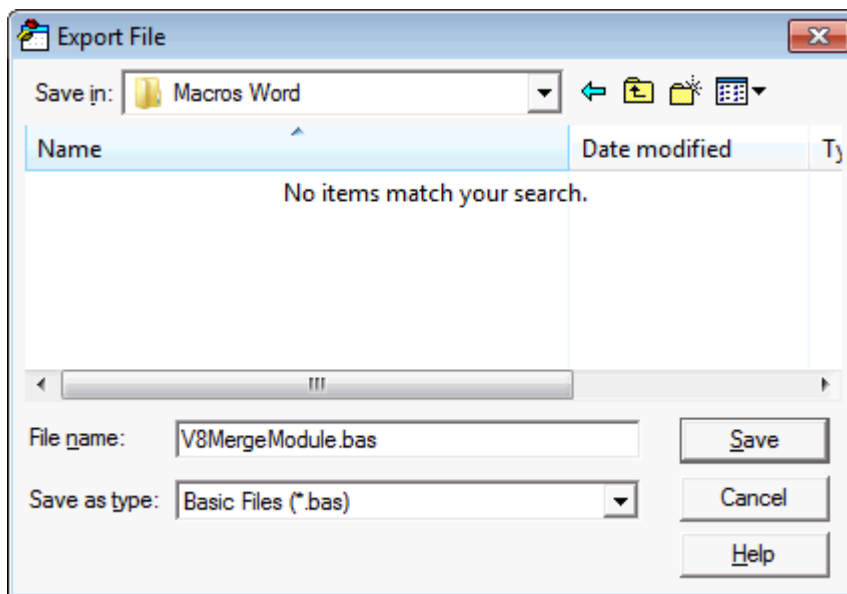 Export File
Save in: Macros Word
Name Date modified Ty
No items match your search.
File name: V8MergeModule.bas Save
Save as type: Basic Files (*.bas) Cancel
Help